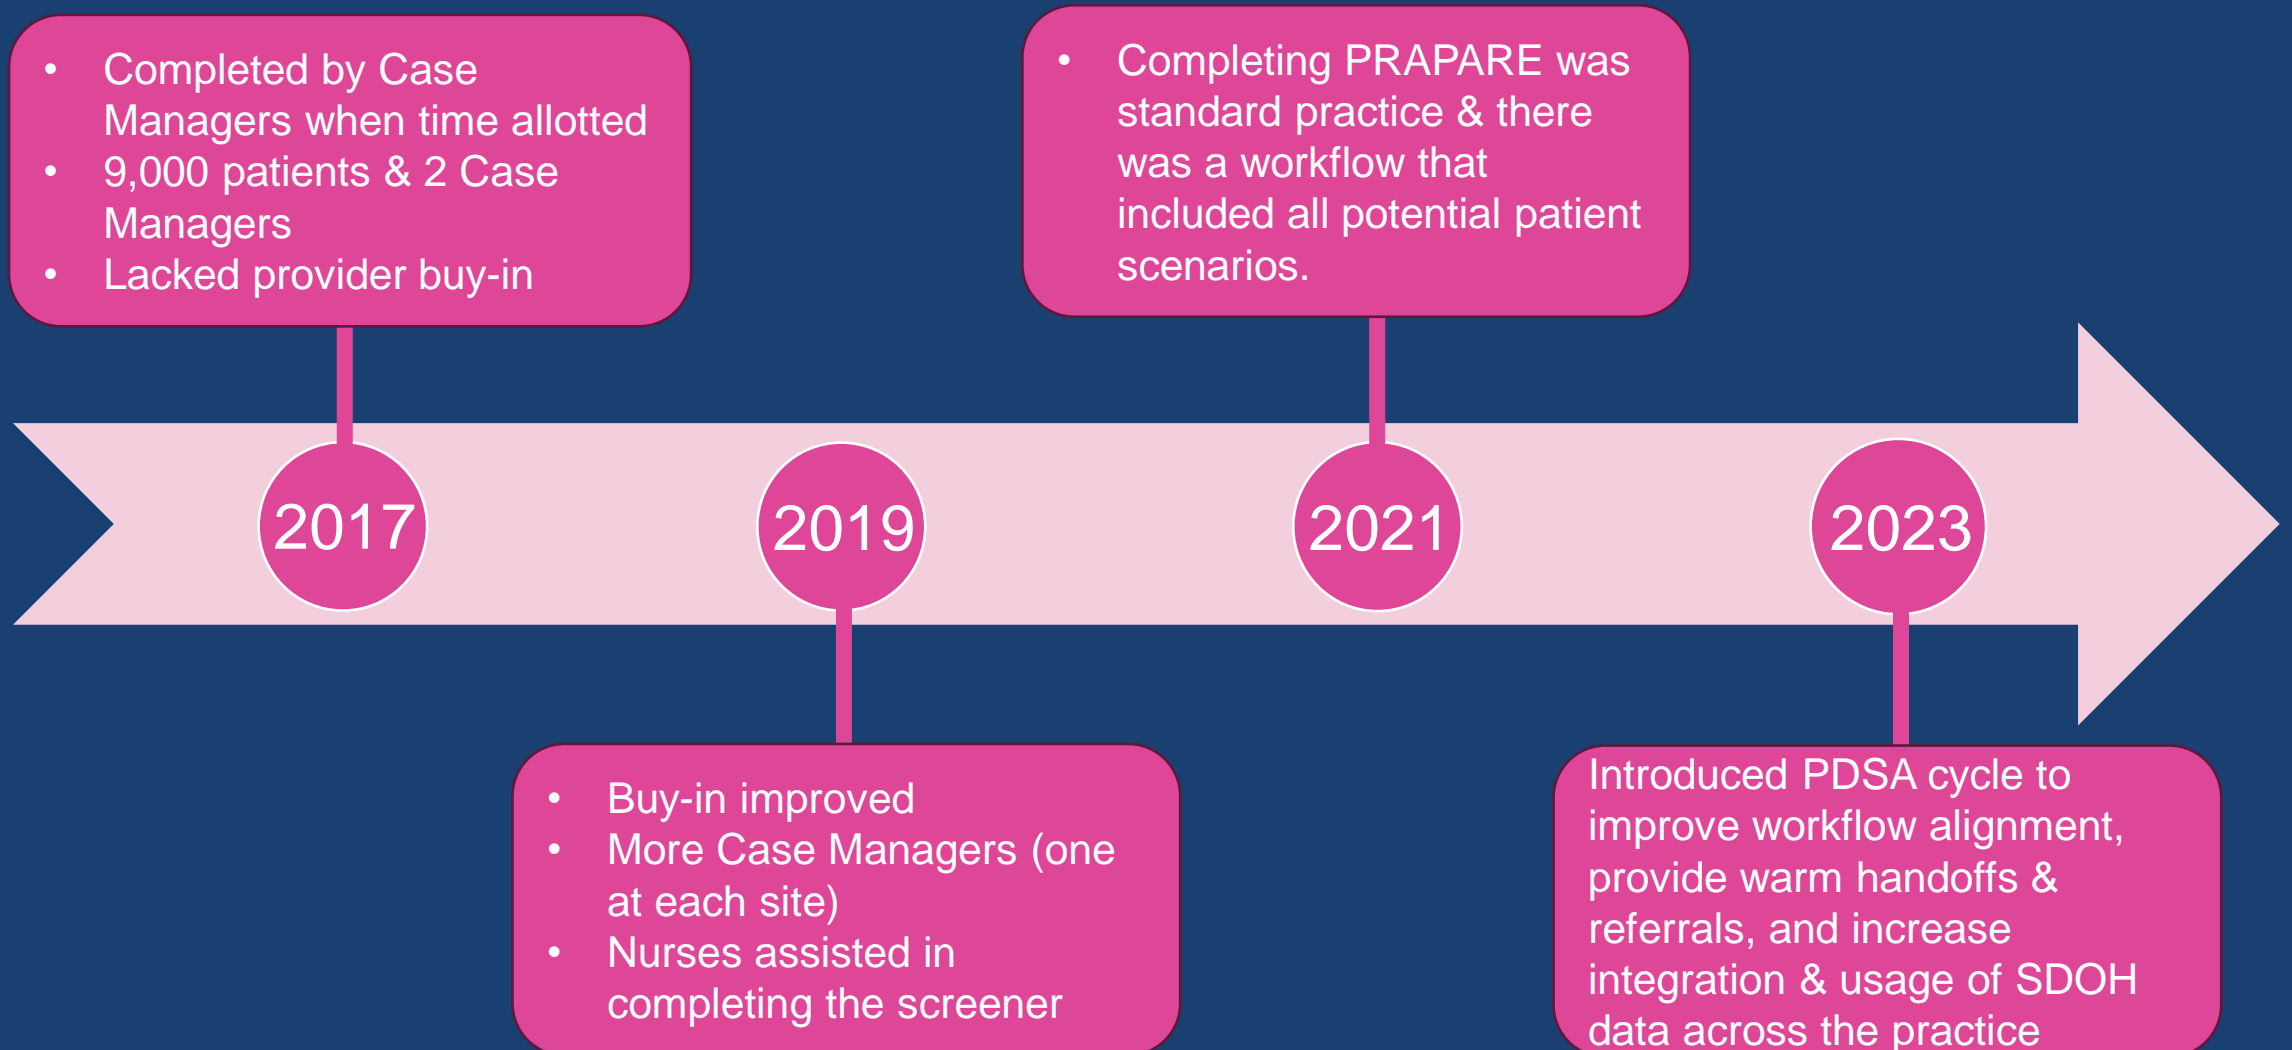 • Completed by Case
Managers when time allotted
• 9,000 patients & 2 Case
Managers
• Lacked provider buy-in
• Completing PRAPARE was
standard practice & there
was a workflow that
included all potential patient
scenarios.
2017
2019
2021
2023
• Buy-in improved
• More Case Managers (one
at each site)
• Nurses assisted in
completing the screener
Introduced PDSA cycle to
improve workflow alignment,
provide warm handoffs &
referrals, and increase
integration & usage of SDOH
data across the practice